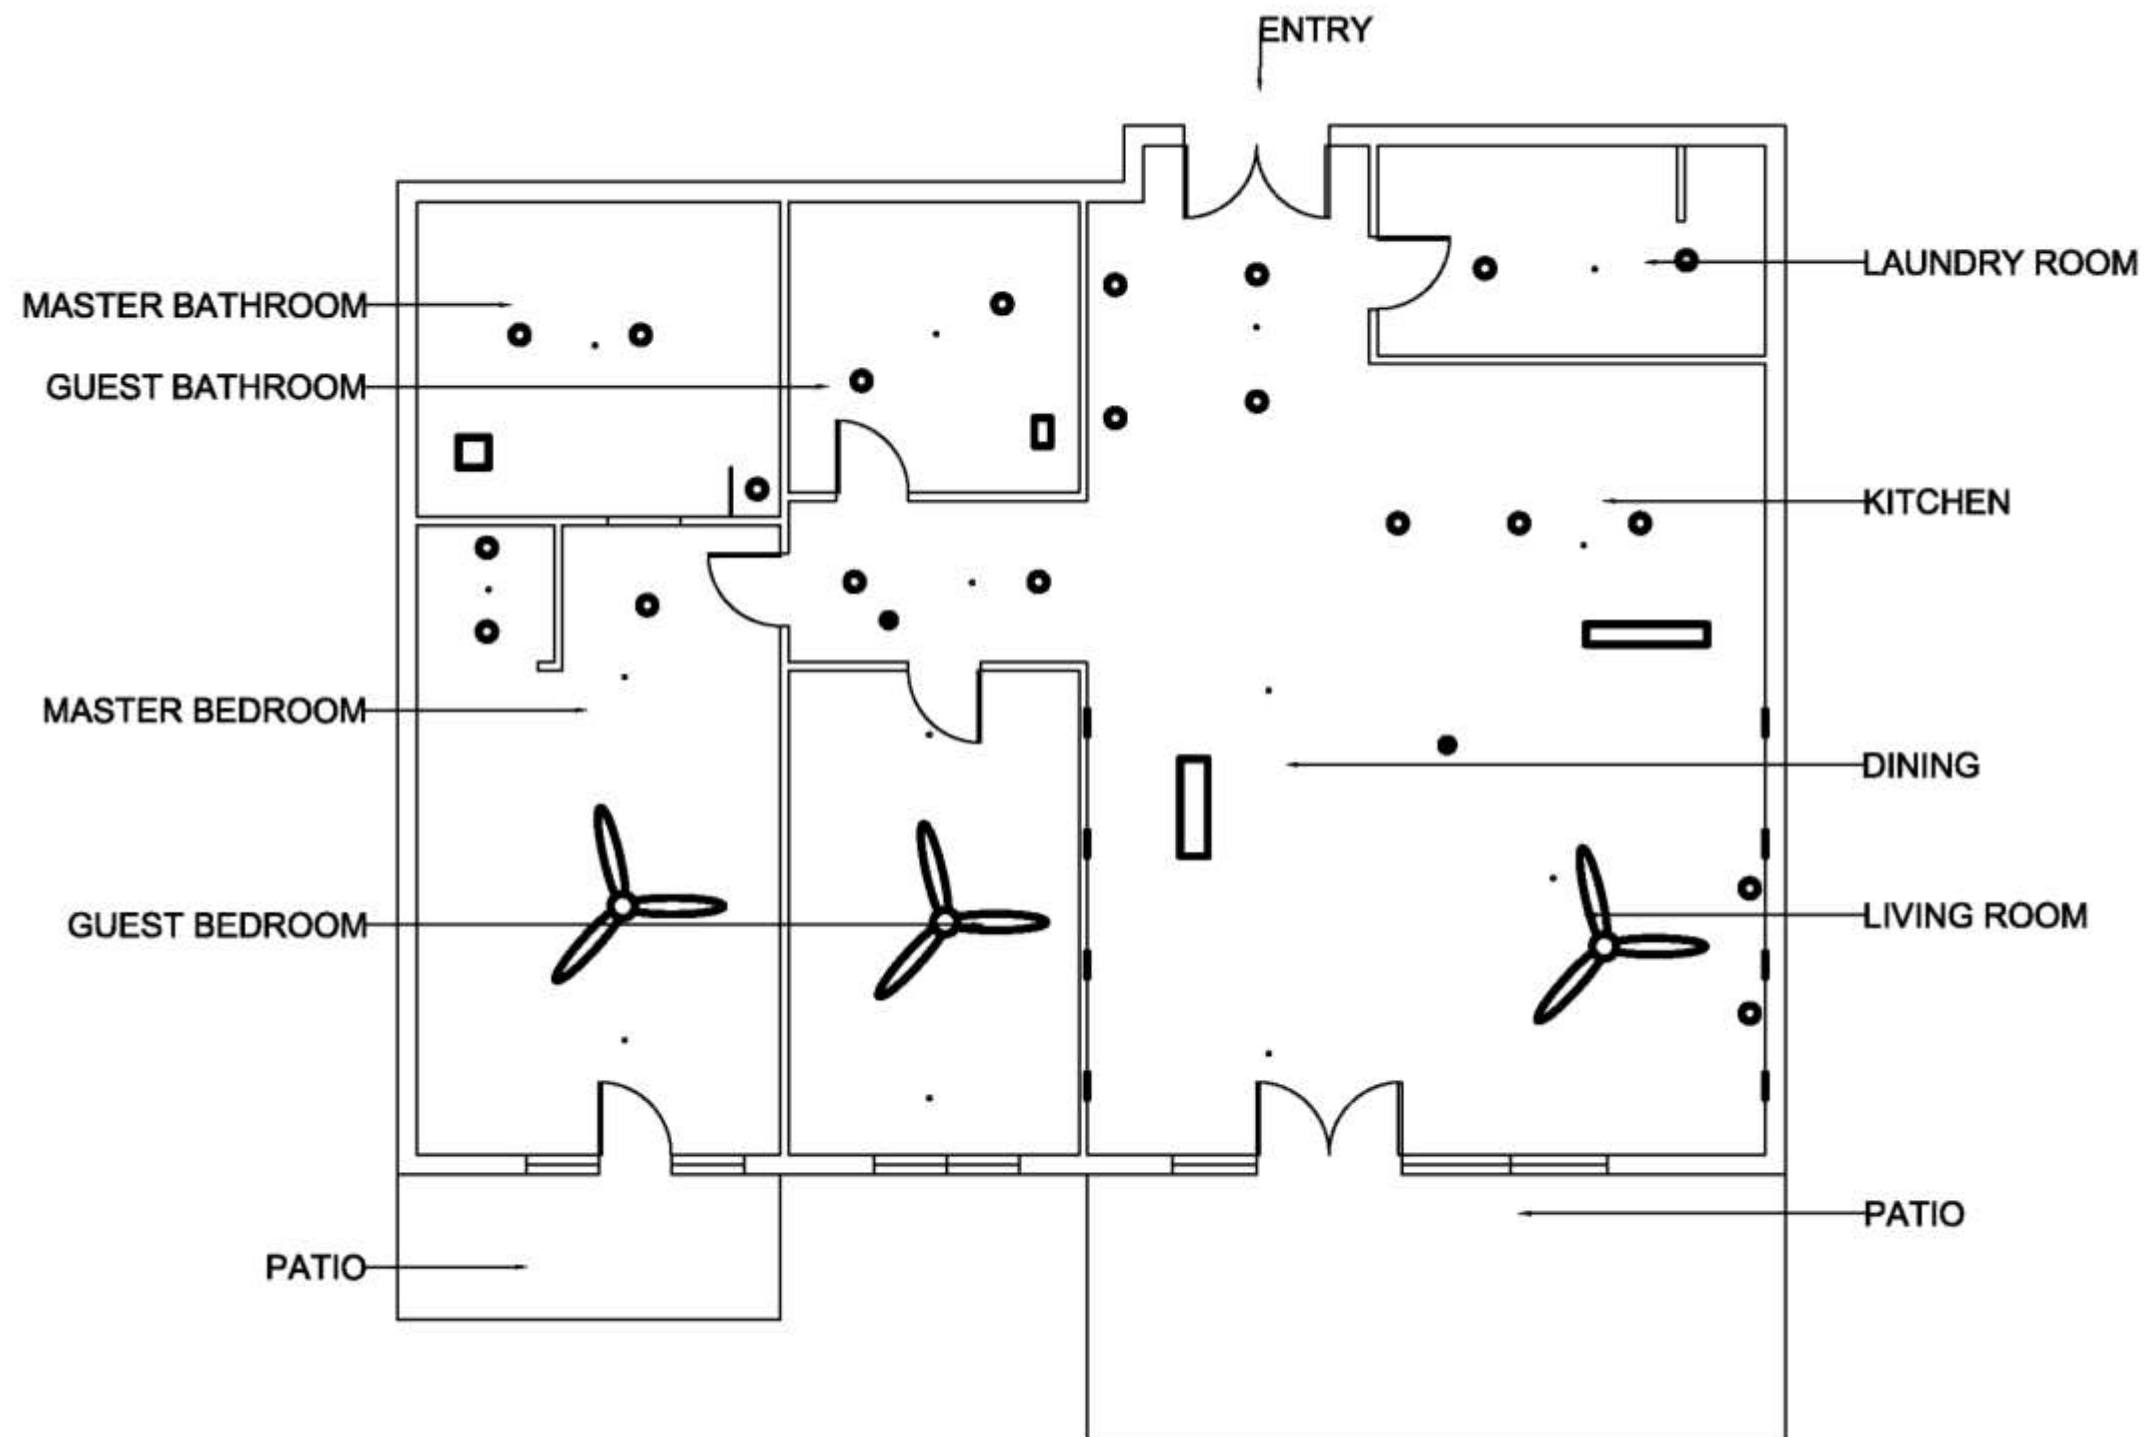 ENTRY
MASTER BATHROOM
GUEST BATHROOM
MASTER BEDROOM
GUEST BEDROOM
PATIO
LAUNDRY ROOM
KITCHEN
DINING
LIVING ROOM
PATIO